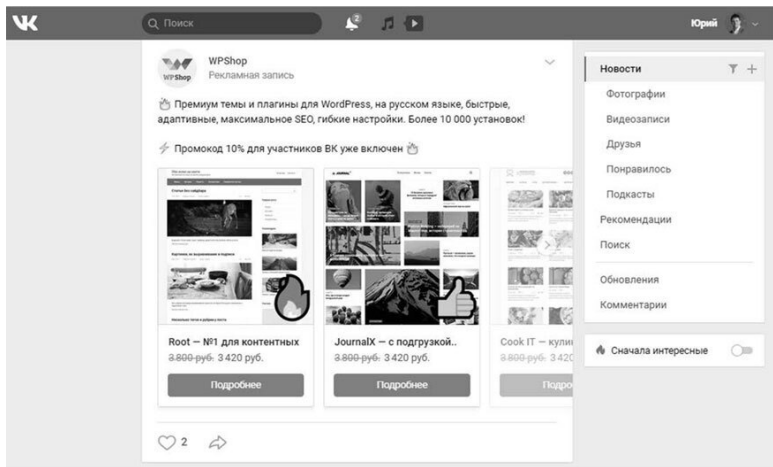 Поиск
2
Юрий
WPShop
WPShop
Рекламная запись
Премиум темы и плагины для WordPress, на русском языке, быстрые,
адаптивные, максимальное SEO, гибкие настройки. Более 10 000 установок!
Промокод 10% для участников ВК уже включен
Root — №1 для контентных
3 800 руб. 3 420 руб.
Подробнее
JournalX — с подгрузкой..
3 800 руб. 3 420 руб.
Подробнее
Cook IT — кули
3 800 руб. 3 420
Подро
2
Новости
Фотографии
Видеозаписи
Друзья
Понравилось
Подкасты
Рекомендации
Поиск
Обновления
Комментарии
Сначала интересные